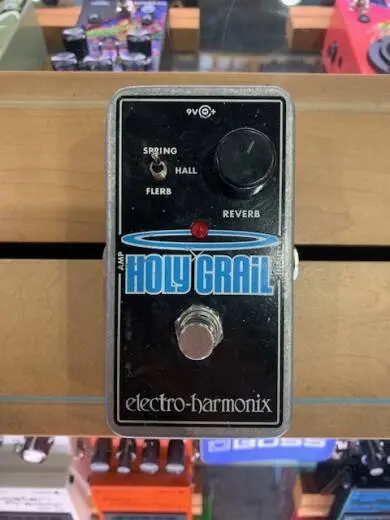 9V
SPRING
HALL
FLERB
REVERB
AMP
HOLY GRAiL
electro-harmonix
BOSS